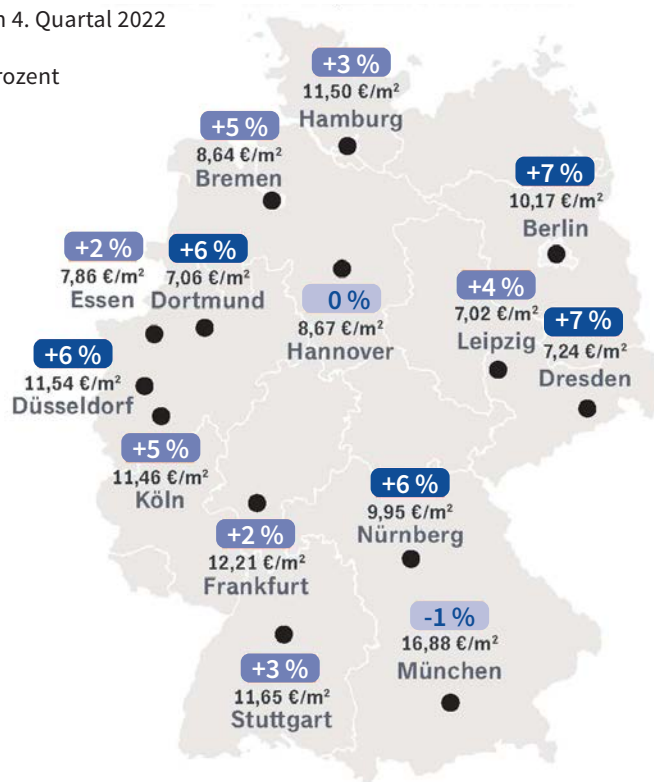 4. Quartal 2022
rozent
+3 %
11,50 €/m²
Hamburg
+5 %
8,64 €/m²
Bremen
+7 %
10,17 €/m²
Berlin
+2 %
7,86 €/m²
Essen
+6 %
7,06 €/m²
Dortmund
0 %
8,67 €/m²
Hannover
+4 %
7,02 €/m²
Leipzig
+7 %
7,24 €/m²
Dresden
+6 %
11,54 €/m²
Düsseldorf
+5 %
11,46 €/m²
Köln
+2 %
12,21 €/m²
Frankfurt
+6 %
9,95 €/m²
Nürnberg
-1 %
16,88 €/m²
München
+3 %
11,65 €/m²
Stuttgart